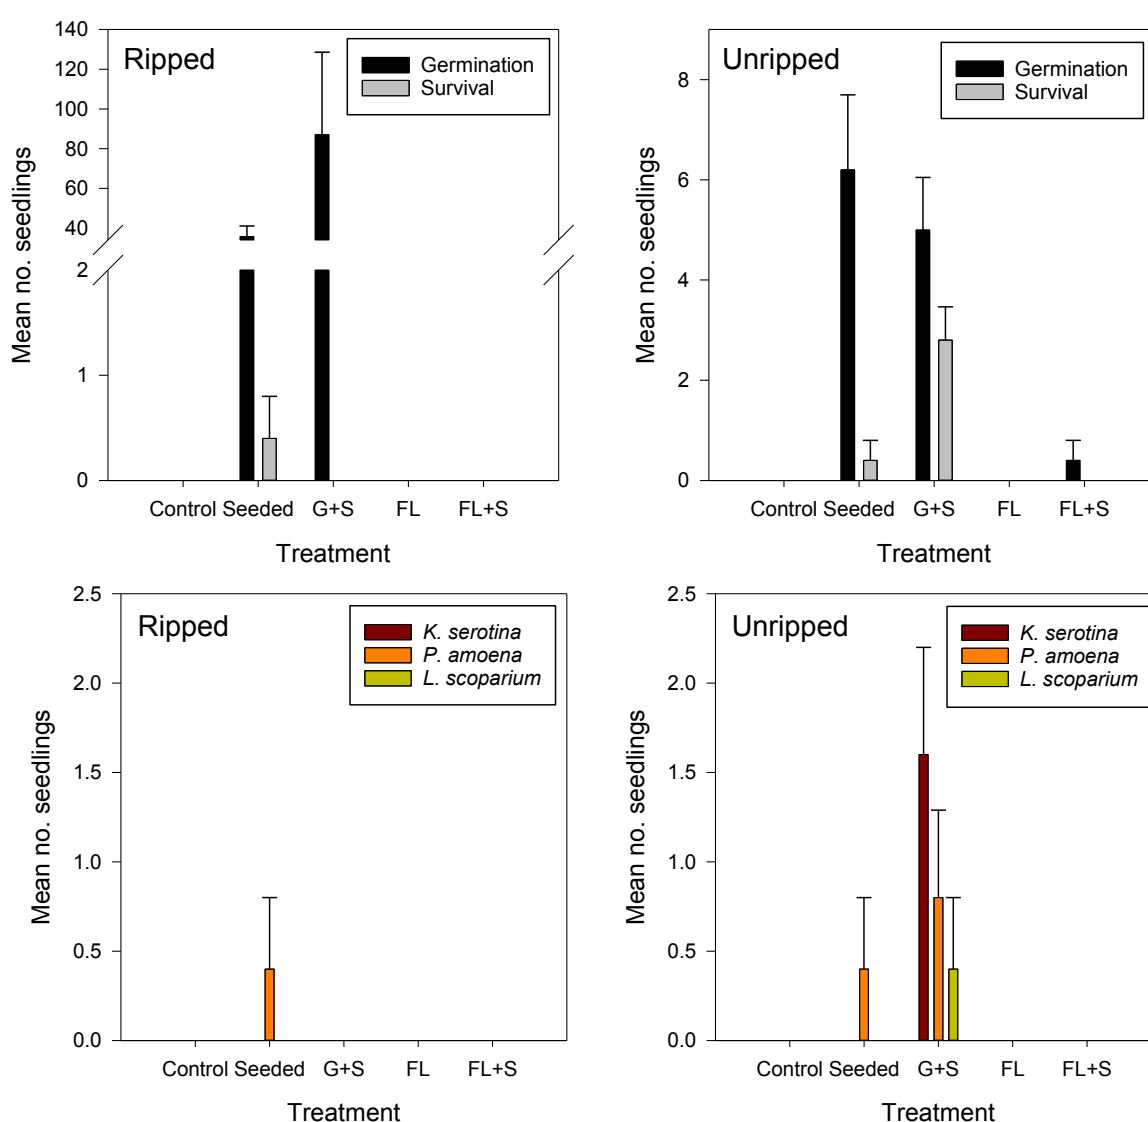 Ripped
Germination
Survival
140
120
100
80
60
40
2
1
0
Mean no. seedlings
Control Seeded G+S FL FL+S
Treatment
Unripped
Germination
Survival
8
6
4
2
0
Mean no. seedlings
Control Seeded G+S FL FL+S
Treatment
Ripped
K. serotina
P. amoena
L. scoparium
2.5
2.0
1.5
1.0
0.5
0.0
Mean no. seedlings
Control Seeded G+S FL FL+S
Treatment
Unripped
K. serotina
P. amoena
L. scoparium
2.5
2.0
1.5
1.0
0.5
0.0
Mean no. seedlings
Control Seeded G+S FL FL+S
Treatment